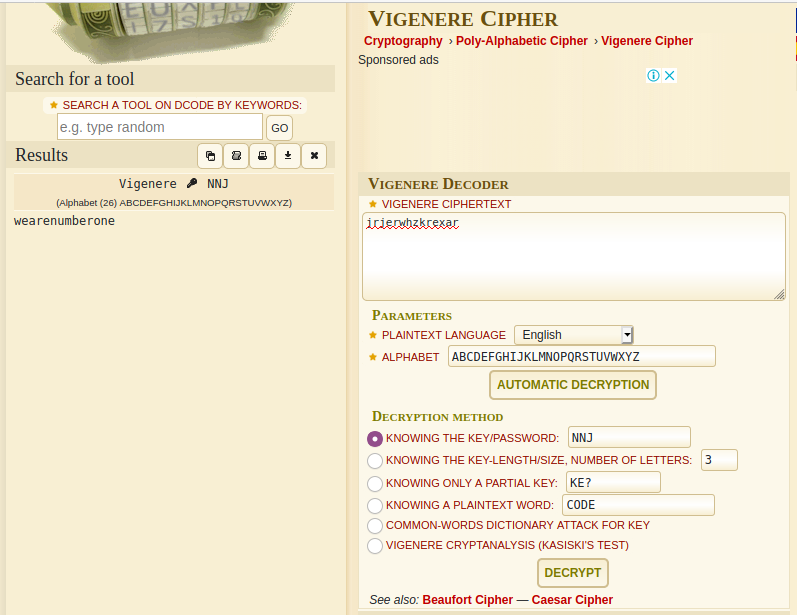 VIGENERE CIPHER
Cryptography › Poly-Alphabetic Cipher › Vigenere Cipher
Sponsored ads
Search for a tool
★ SEARCH A TOOL ON DCODE BY KEYWORDS:
e.g. type random GO
Results
Vigenere NNJ
(Alphabet (26) ABCDEFGHIJKLMNOPQRSTUVWXYZ)
wearenumberone
VIGENERE DECODER
★ VIGENERE CIPHERTEXT
jrjerwhzkrexar
PARAMETERS
★ PLAINTEXT LANGUAGE English
★ ALPHABET ABCDEFGHIJKLMNOPQRSTUVWXYZ
AUTOMATIC DECRYPTION
DECRYPTION METHOD
KNOWING THE KEY/PASSWORD: NNJ
KNOWING THE KEY-LENGTH/SIZE, NUMBER OF LETTERS: 3
KNOWING ONLY A PARTIAL KEY: KE?
KNOWING A PLAINTEXT WORD: CODE
COMMON-WORDS DICTIONARY ATTACK FOR KEY
VIGENERE CRYPTANALYSIS (KASISKI'S TEST)
DECRYPT
See also: Beaufort Cipher — Caesar Cipher